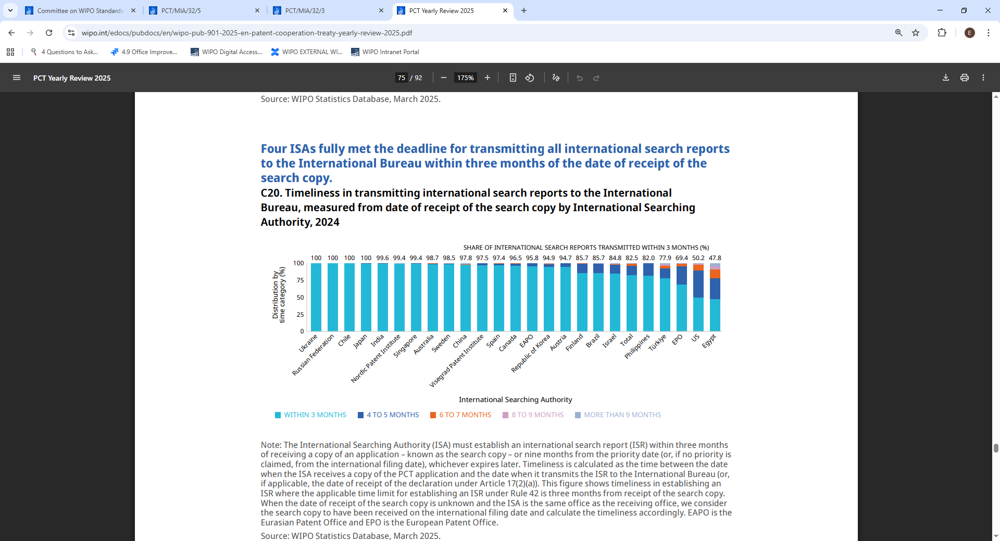 Committee on WIPO Standards
PCT/MIA/32/5
PCT/MIA/32/3
PCT Yearly Review 2025
wipo.int/edocs/pubdocs/en/wipo-pub-901-2025-en-patent-cooperation-treaty-yearly-review-2025.pdf
E
4 Questions to Ask...
4.9 Office Improve...
WIPO Digital Access...
WIPO EXTERNAL WI...
WIPO Intranet Portal
PCT Yearly Review 2025
75 / 92
175%
Source: WIPO Statistics Database, March 2025.
Four ISAs fully met the deadline for transmitting all international search reports
to the International Bureau within three months of the date of receipt of the
search copy.
C20. Timeliness in transmitting international search reports to the International
Bureau, measured from date of receipt of the search copy by International Searching
Authority, 2024
SHARE OF INTERNATIONAL SEARCH REPORTS TRANSMITTED WITHIN 3 MONTHS (%)
100 100 100 100 99.6 99.4 99.4 98.7 98.5 97.8 97.5 97.4 96.5 95.8 94.9 94.7 85.7 85.7 84.8 82.5 82.0 77.9 69.4 50.2 47.8
Distribution by
time category (%)
100
75
50
25
0
Ukraine
Russian Federation
Chile
Japan
India
Nordic Patent Institute
Singapore
Australia
Sweden
China
Visegrad Patent Institute
Spain
Canada
EAPO
Republic of Korea
Austria
Finland
Brazil
Israel
Total
Philippines
Türkiye
EPO
US
Egypt
International Searching Authority
WITHIN 3 MONTHS
4 TO 5 MONTHS
6 TO 7 MONTHS
8 TO 9 MONTHS
MORE THAN 9 MONTHS
Note: The International Searching Authority (ISA) must establish an international search report (ISR) within three months
of receiving a copy of an application – known as the search copy – or nine months from the priority date (or, if no priority is
claimed, from the international filing date), whichever expires later. Timeliness is calculated as the time between the date
when the ISA receives a copy of the PCT application and the date when it transmits the ISR to the International Bureau (or,
if applicable, the date of receipt of the declaration under Article 17(2)(a)). This figure shows timeliness in establishing an
ISR where the applicable time limit for establishing an ISR under Rule 42 is three months from receipt of the search copy.
When the date of receipt of the search copy is unknown and the ISA is the same office as the receiving office, we consider
the search copy to have been received on the international filing date and calculate the timeliness accordingly. EAPO is the
Eurasian Patent Office and EPO is the European Patent Office.
Source: WIPO Statistics Database, March 2025.